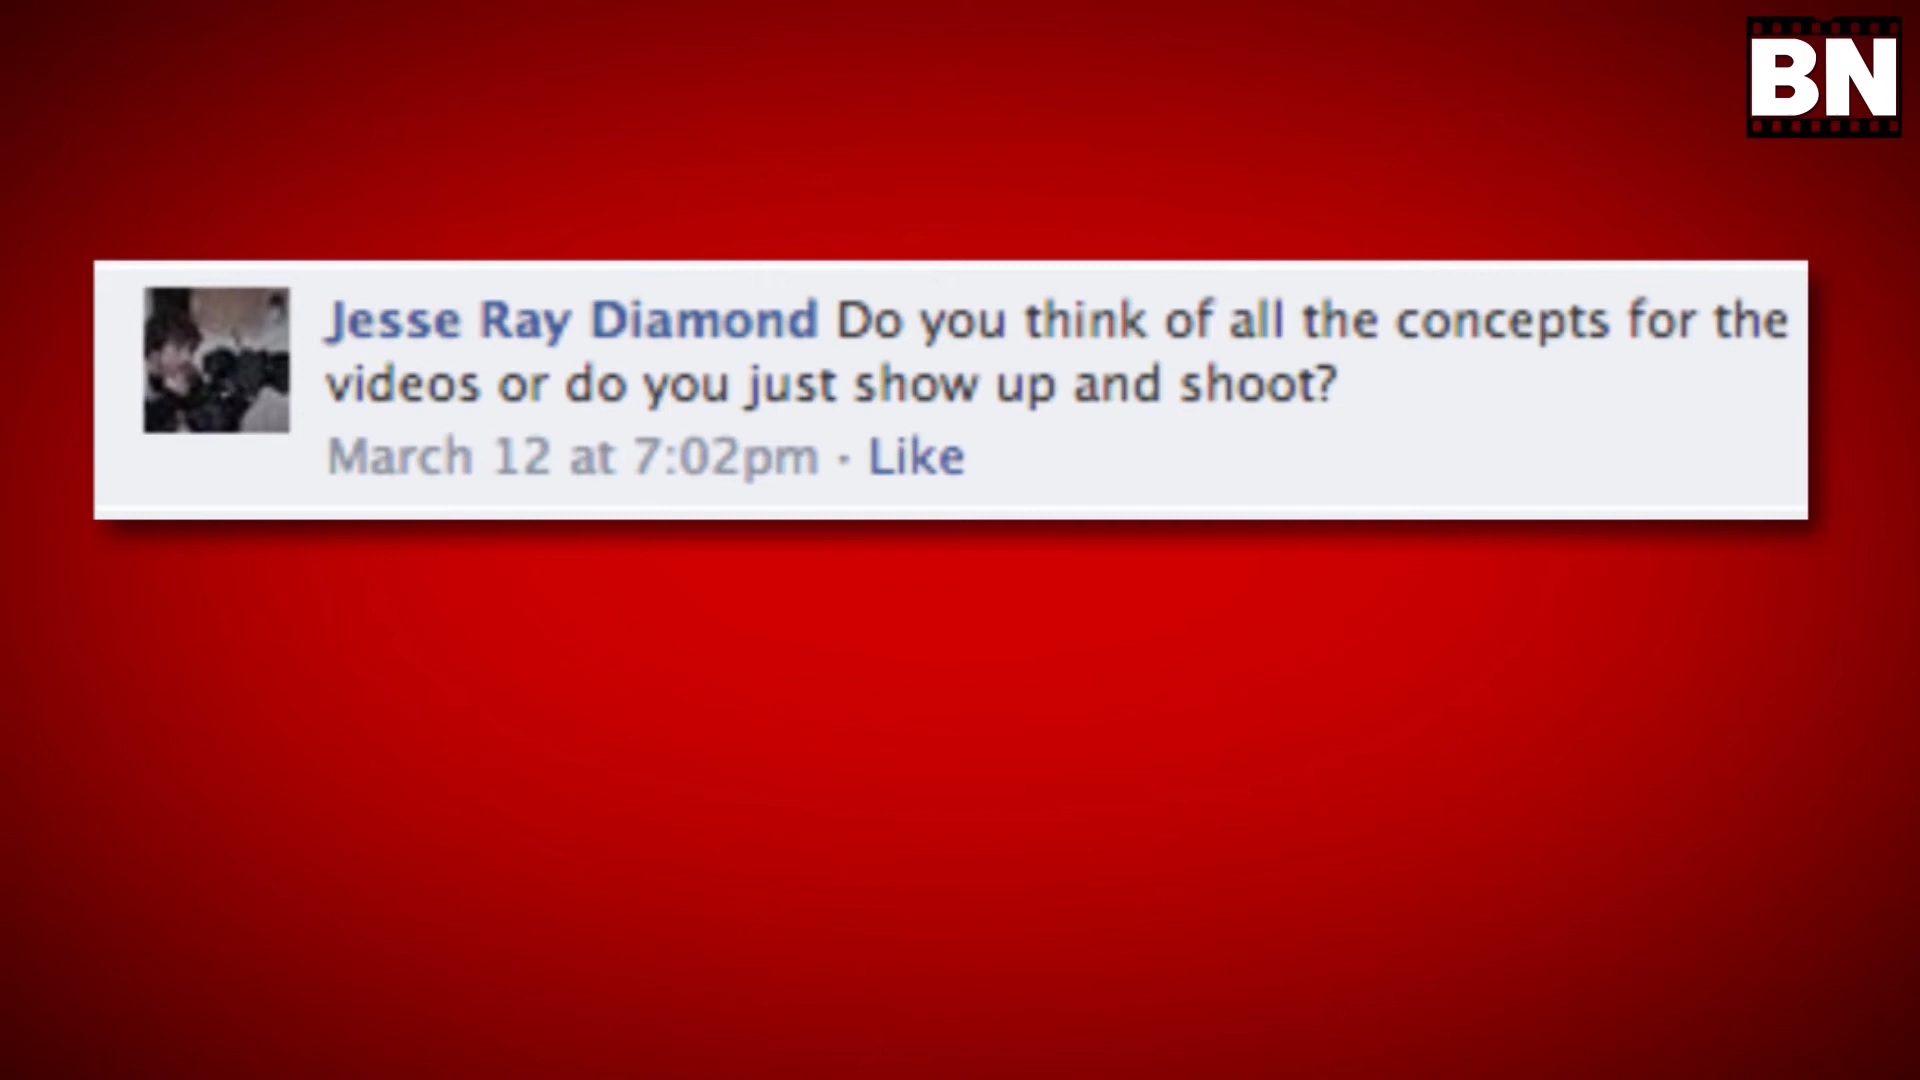 BN
Jesse Ray Diamond Do you think of all the concepts for the
videos or do you just show up and shoot?
March 12 at 7:02pm · Like